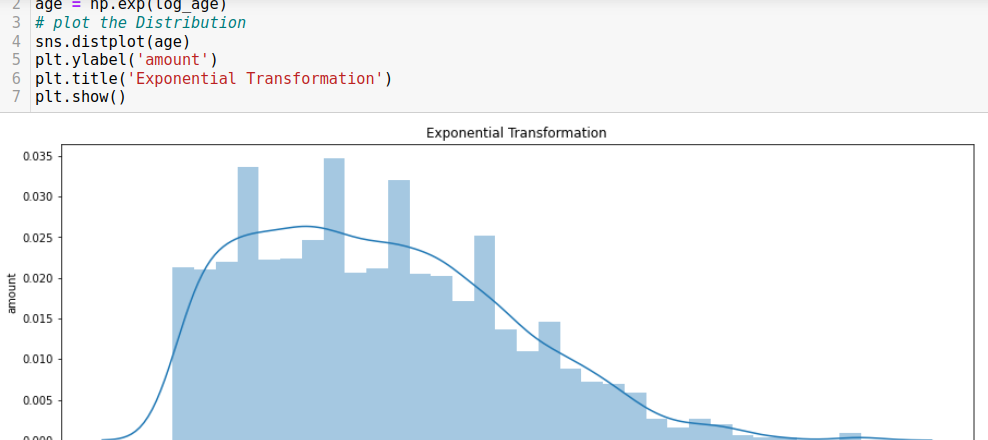 2 age = np.exp(log_age)
3 # plot the Distribution
4 sns.distplot(age)
5 plt.ylabel('amount')
6 plt.title('Exponential Transformation')
7 plt.show()
Exponential Transformation
0.035
0.030
0.025
0.020
0.015
0.010
0.005
0.000
amount